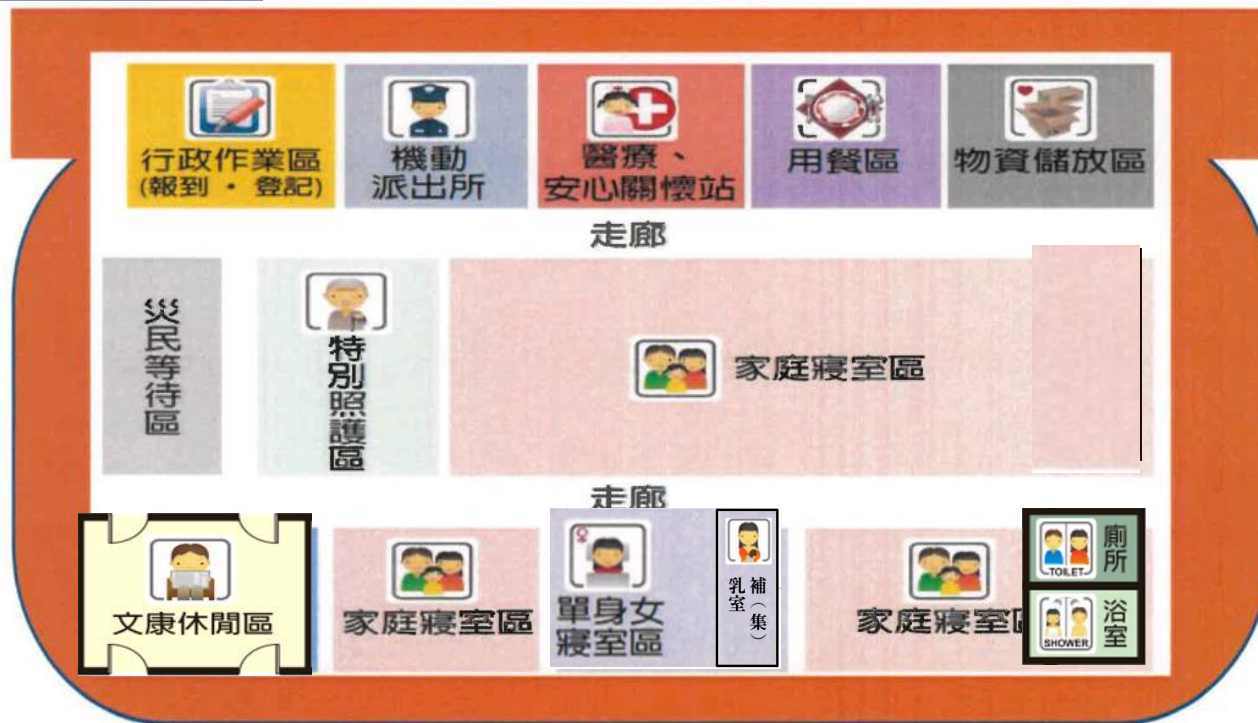 行政作業區
(報到 · 登記)
機動
派出所
醫療、
安心關懷站
用餐區
物資儲放區
走廊
災民等待區
特別照護區
家庭寢室區
走廊
文康休閒區
家庭寢室區
單身女
寢室區
補(集)
乳室
家庭寢室區
TOILET
廁所
SHOWER
浴室